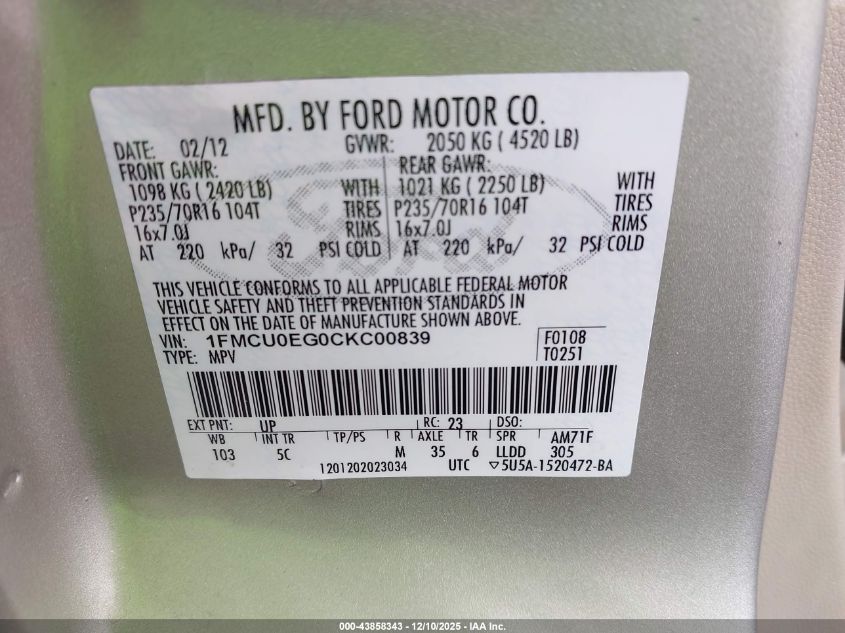 MFD. BY FORD MOTOR CO.
DATE: 02/12 GVWR: 2050 KG ( 4520 LB)
FRONT GAWR: REAR GAWR:
1098 KG ( 2420 LB) WITH 1021 KG ( 2250 LB) WITH
P235/70R16 104T TIRES P235/70R16 104T TIRES
16x7.0J RIMS 16x7.0J RIMS
AT 220 kPa/ 32 PSI COLD AT 220 kPa/ 32 PSI COLD
Ford
THIS VEHICLE CONFORMS TO ALL APPLICABLE FEDERAL MOTOR
VEHICLE SAFETY AND THEFT PREVENTION STANDARDS IN
EFFECT ON THE DATE OF MANUFACTURE SHOWN ABOVE.
VIN: 1FMCU0EG0CKC00839 F0108
TYPE: MPV T0251
EXT PNT: UP RC: 23 DSO:
WB INT TR TP/PS R AXLE TR SPR AM71F
103 5C M 35 6 LLDD 305
1201202023034 UTC ▽5U5A-1520472-BA
000-43858343 - 12/10/2025 - IAA Inc.